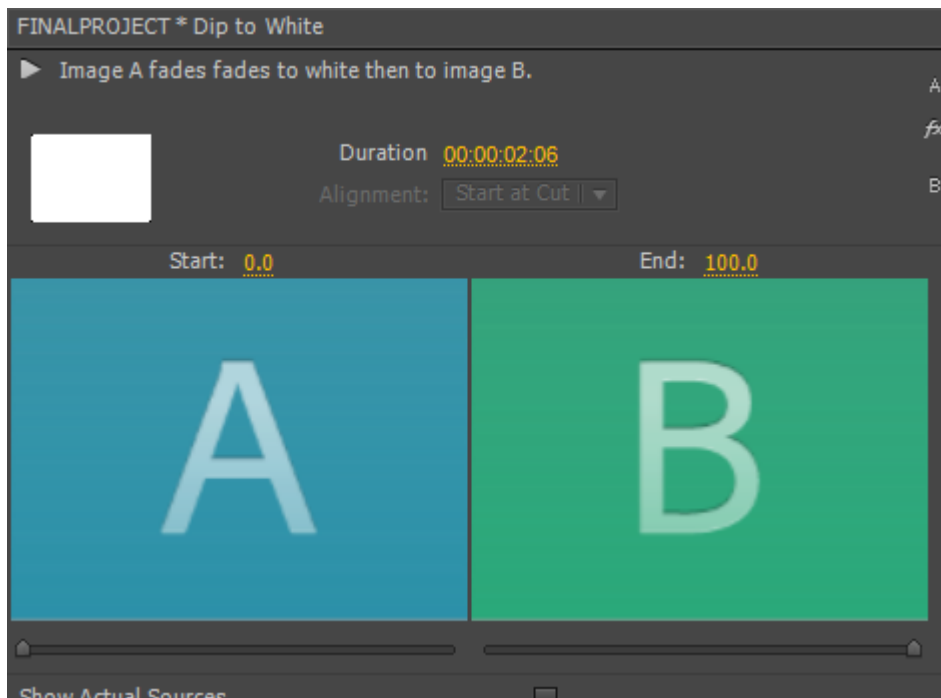 FINALPROJECT * Dip to White
Image A fades fades to white then to image B.
A
fx
Duration 00:00:02:06
Alignment: Start at Cut
B
Start: 0.0 End: 100.0
A B
Show Actual Sources